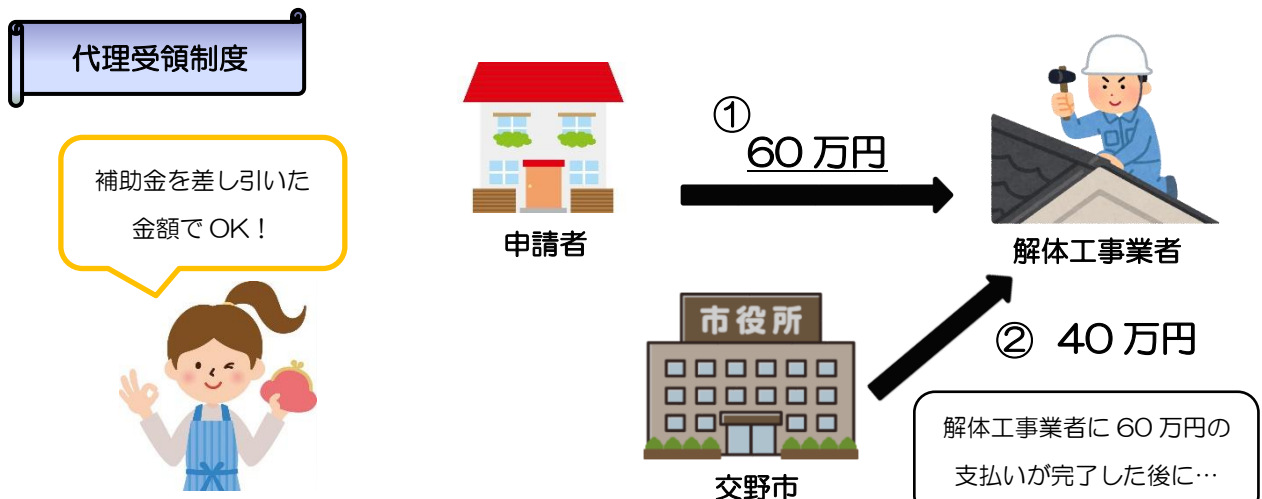 代理受領制度
補助金を差し引いた
金額でOK！
①
60万円
申請者
解体工事業者
市役所
② 40万円
解体工事業者に60万円の
支払いが完了した後に…
交野市